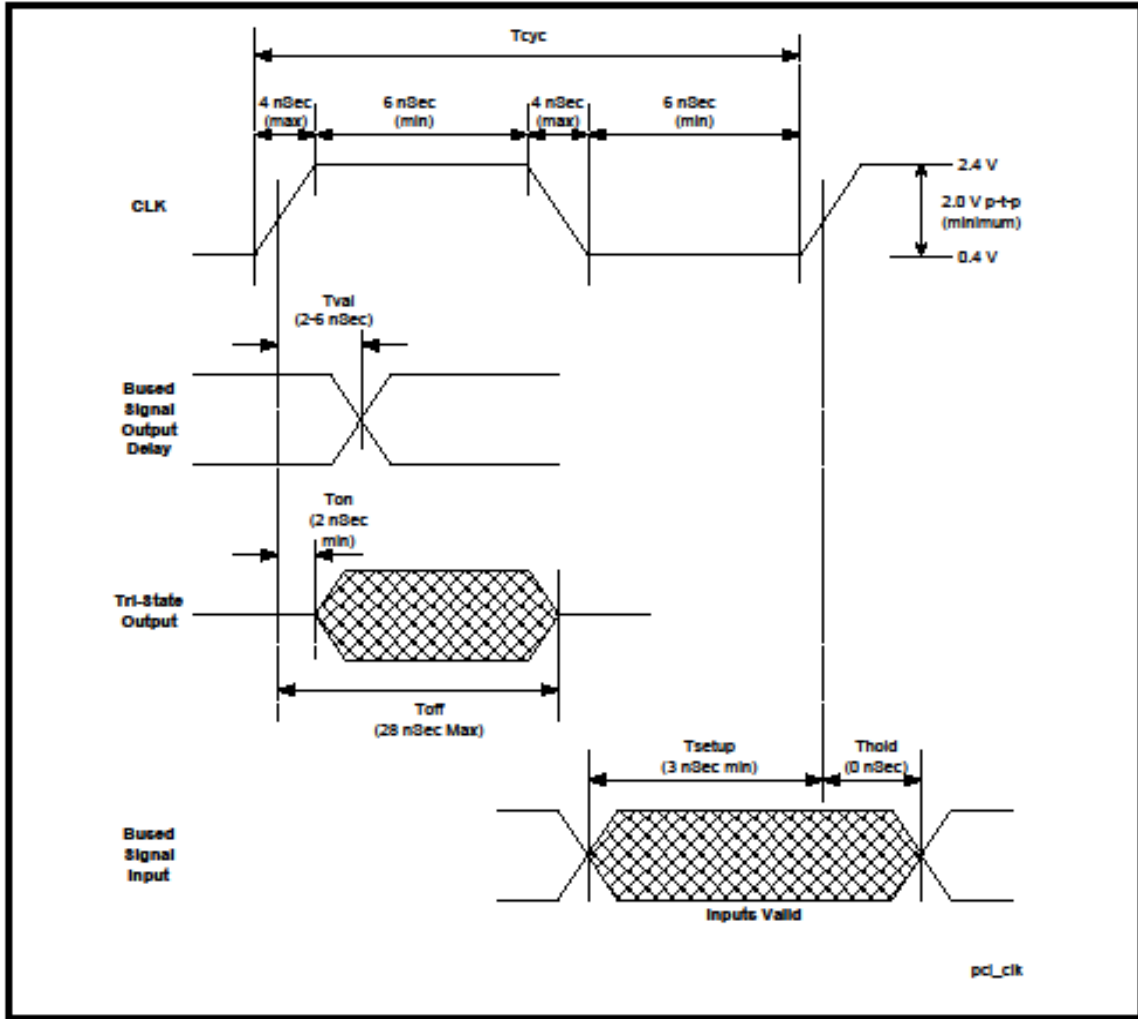 Tcyc
4 nSec
(max)
6 nSec
(min)
4 nSec
(max)
6 nSec
(min)
CLK
2.4 V
2.0 V p-t-p
(minimum)
0.4 V
Tval
(2-6 nSec)
Bused
Signal
Output
Delay
Ton
(2 nSec
min)
Tri-State
Output
Toff
(28 nSec Max)
Tsetup
(3 nSec min)
Thold
(0 nSec)
Bused
Signal
Input
Inputs Valid
pci_clk